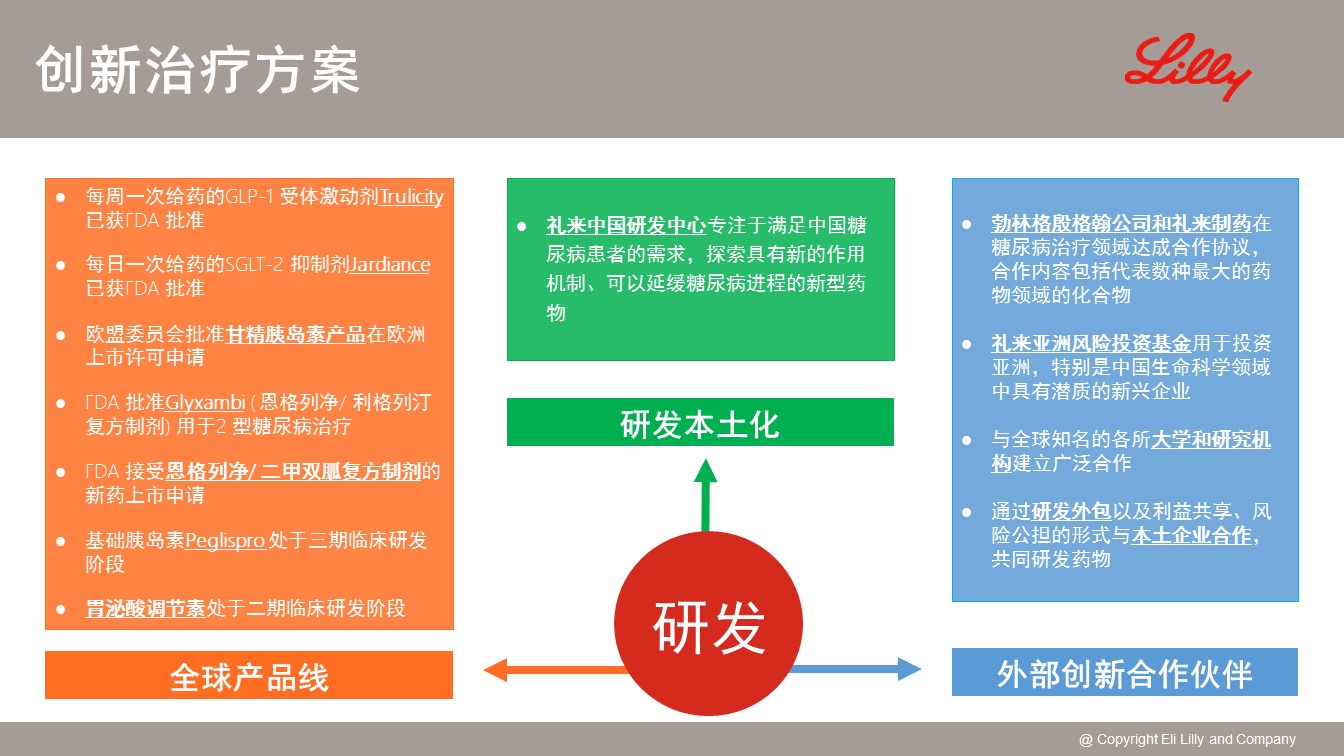 创新治疗方案
Lilly
● 每周一次给药的GLP-1 受体激动剂Trulicity
已获FDA 批准
● 每日一次给药的SGLT-2 抑制剂Jardiance
已获FDA 批准
● 欧盟委员会批准甘精胰岛素产品在欧洲
上市许可申请
● FDA 批准Glyxambi ( 恩格列净/ 利格列汀
复方制剂) 用于2 型糖尿病治疗
● FDA 接受恩格列净/ 二甲双胍复方制剂的
新药上市申请
● 基础胰岛素Peglispro 处于三期临床研发
阶段
● 胃泌酸调节素处于二期临床研发阶段
全球产品线
● 礼来中国研发中心专注于满足中国糖
尿病患者的需求，探索具有新的作用
机制、可以延缓糖尿病进程的新型药
物
研发本土化
研发
● 勃林格殷格翰公司和礼来制药在
糖尿病治疗领域达成合作协议，
合作内容包括代表数种最大的药
物领域的化合物
● 礼来亚洲风险投资基金用于投资
亚洲，特别是中国生命科学领域
中具有潜质的新兴企业
● 与全球知名的各所大学和研究机
构建立广泛合作
● 通过研发外包以及利益共享、风
险公担的形式与本土企业合作，
共同研发药物
外部创新合作伙伴
@ Copyright Eli Lilly and Company